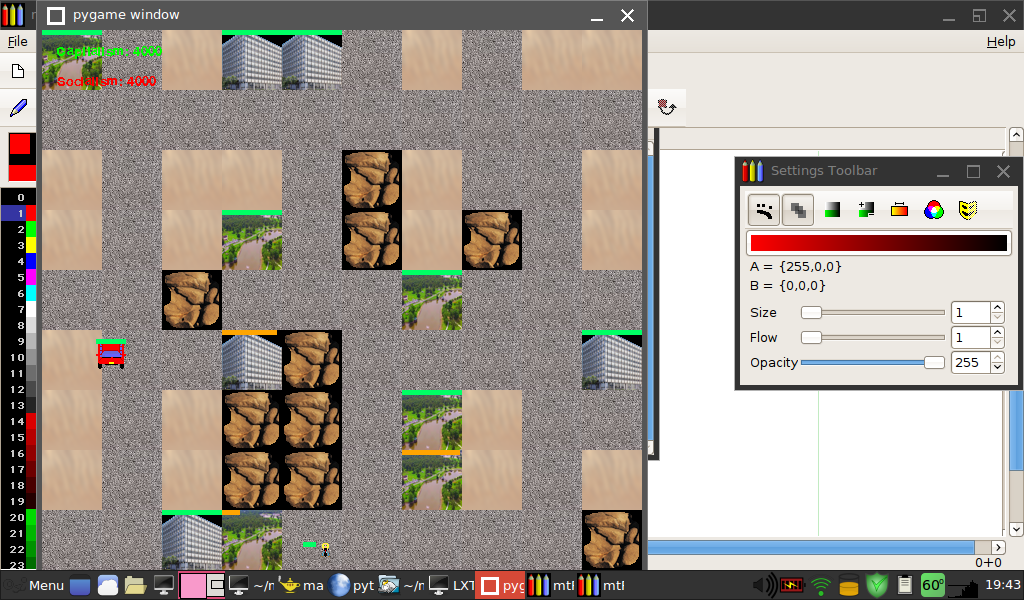 pygame window
File
Help
Capitalism: 4000
Socialism: 4000
Settings Toolbar
A = {255,0,0}
B = {0,0,0}
Size 1
Flow 1
Opacity 255
0
1
2
3
4
5
6
7
8
9
10
11
12
13
14
15
16
17
18
19
20
21
22
23
0+0
Menu ~/n ma pyt ~/n LXT pyg mtl mtl 60° 19:43